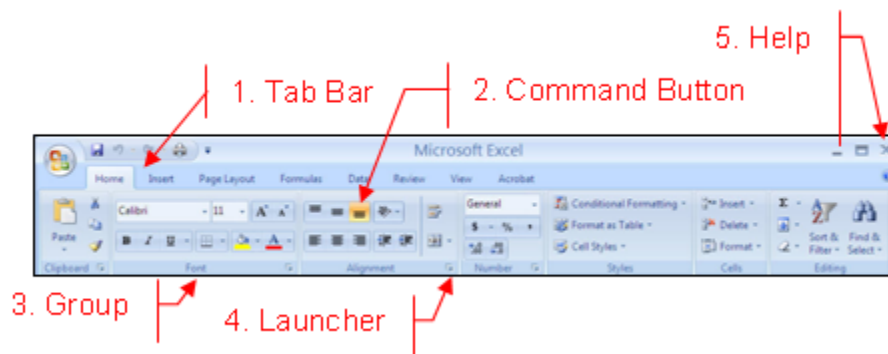 5. Help
1. Tab Bar
2. Command Button
Microsoft Excel
Home Insert Page Layout Formulas Data Review View Acrobat
Calibri 11 General Conditional Formatting Insert Σ
Paste $ % , Format as Table Delete Sort & Find &
B I U A Cell Styles Format Filter Select
Clipboard Font Alignment Number Styles Cells Editing
3. Group
4. Launcher